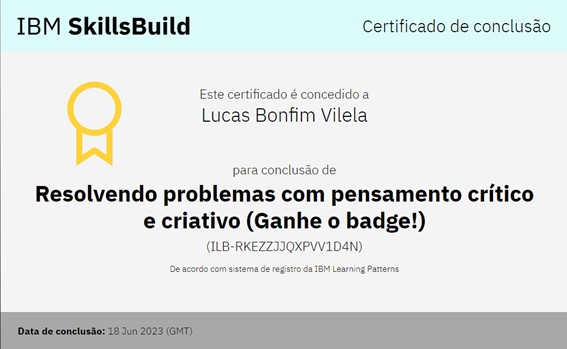 IBM SkillsBuild
Certificado de conclusão
Este certificado é concedido a
Lucas Bonfim Vilela
para conclusão de
Resolvendo problemas com pensamento crítico
e criativo (Ganhe o badge!)
(ILB-RKEZZJJQXPVV1D4N)
De acordo com sistema de registro da IBM Learning Patterns
Data de conclusão: 18 Jun 2023 (GMT)